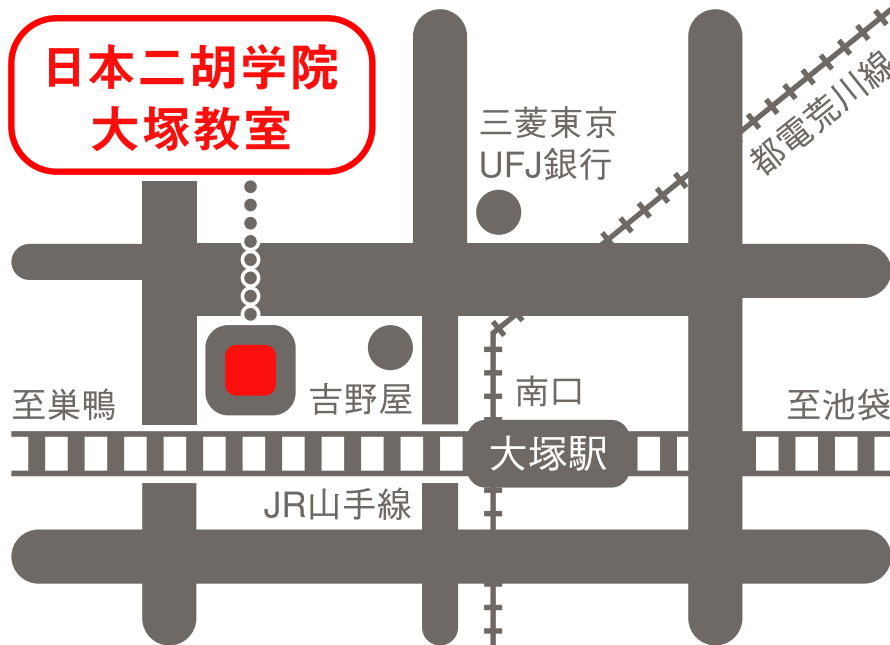 日本二胡学院
大塚教室
三菱東京
UFJ銀行
都電荒川線
至巣鴨
吉野屋
南口
至池袋
大塚駅
JR山手線